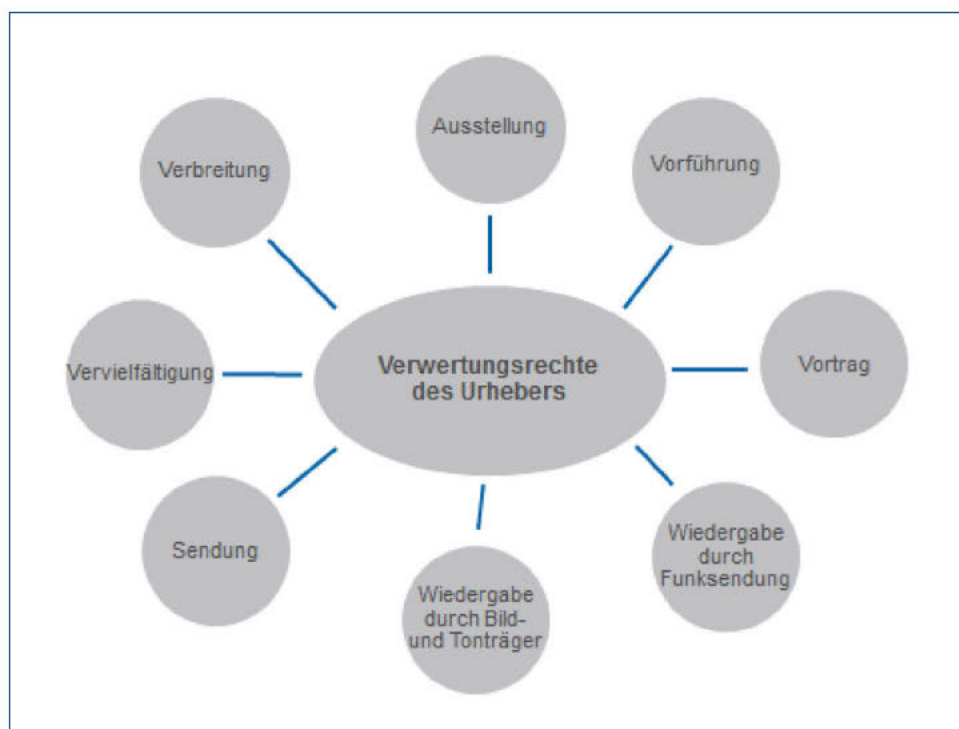 Ausstellung
Verbreitung
Vorführung
Vervielfältigung
Verwertungsrechte
des Urhebers
Vortrag
Sendung
Wiedergabe
durch
Funksendung
Wiedergabe
durch Bild-
und Tonträger